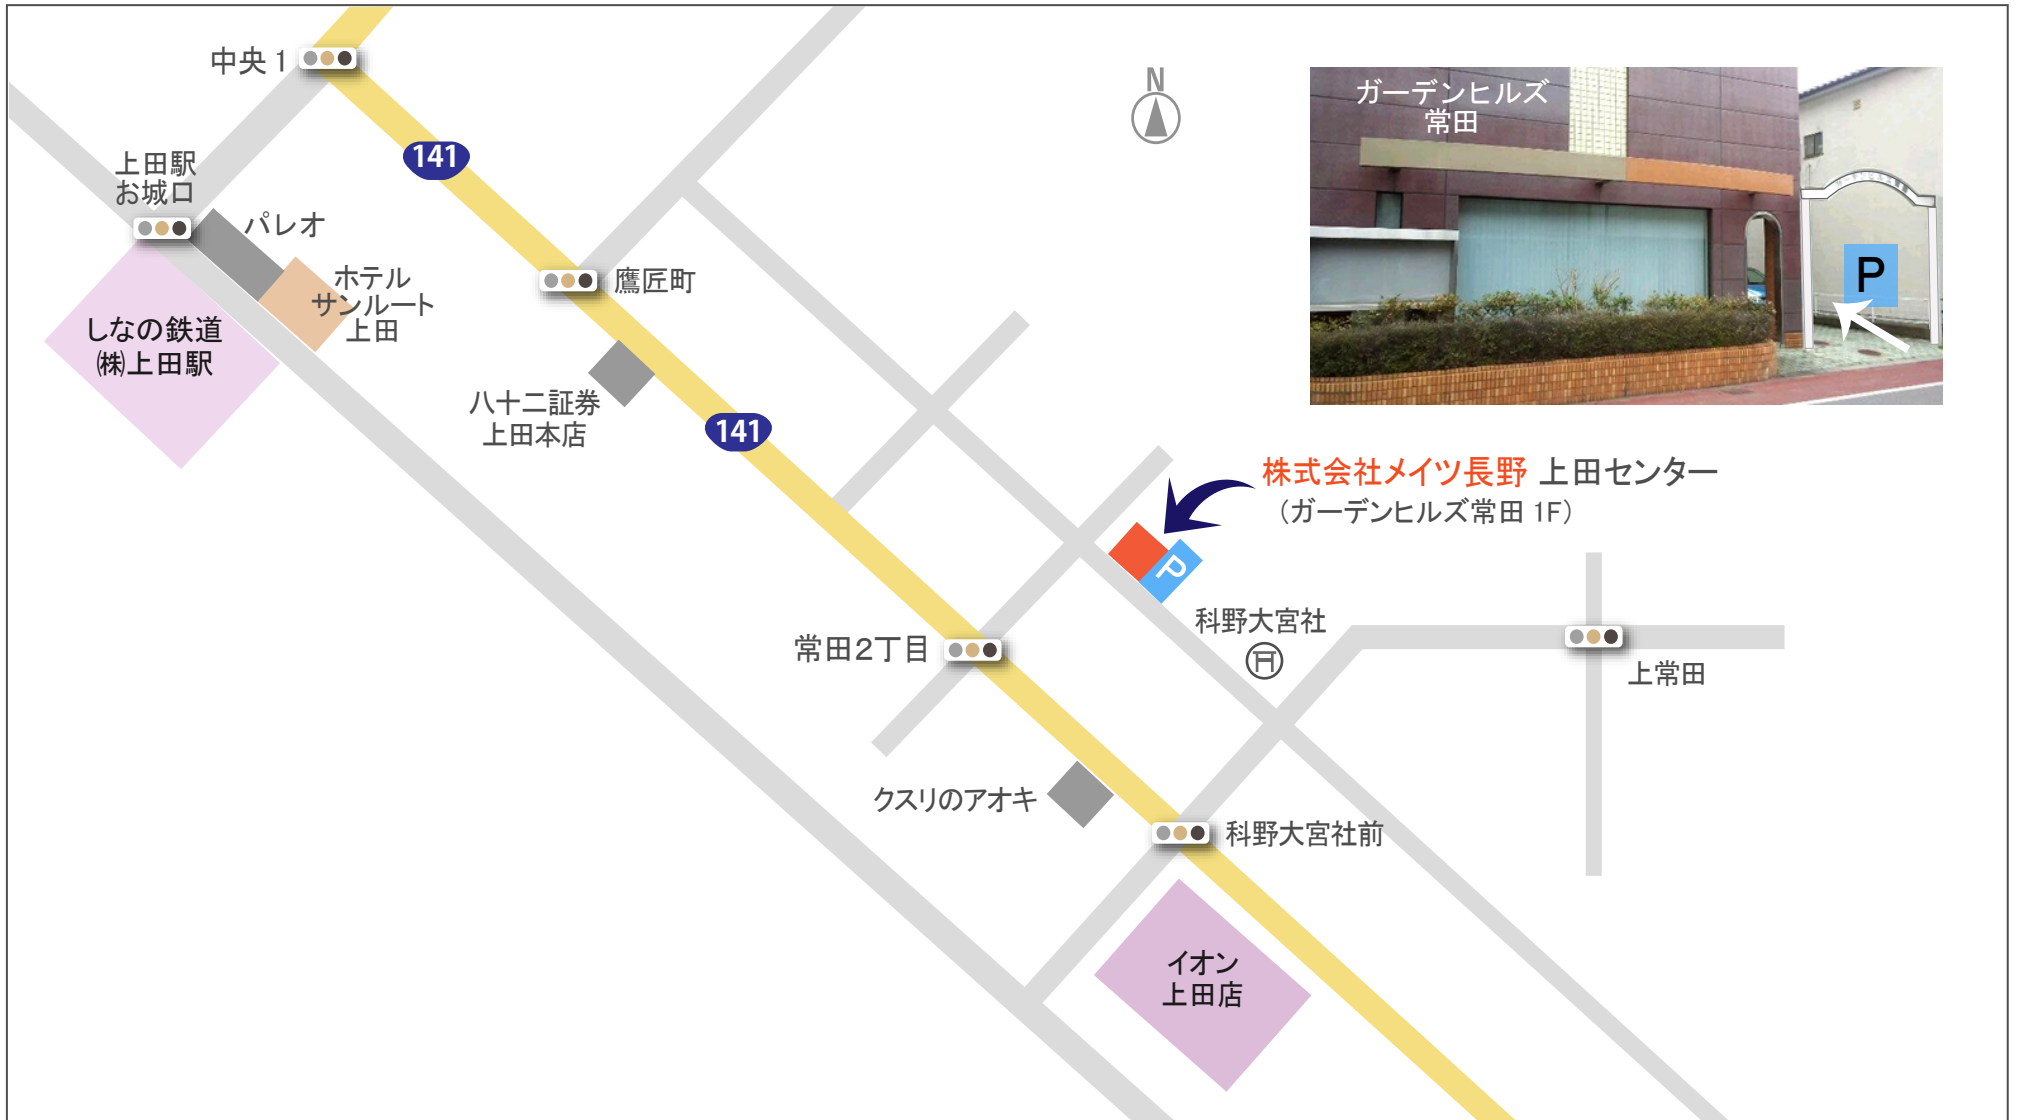 中央1
141
上田駅
お城口
パレオ
ホテル
サンルート
上田
しなの鉄道
㈱上田駅
鷹匠町
八十二証券
上田本店
141
N
ガーデンヒルズ
常田
P
株式会社メイツ長野 上田センター
（ガーデンヒルズ常田 1F）
P
科野大宮社
常田2丁目
上常田
クスリのアオキ
科野大宮社前
イオン
上田店